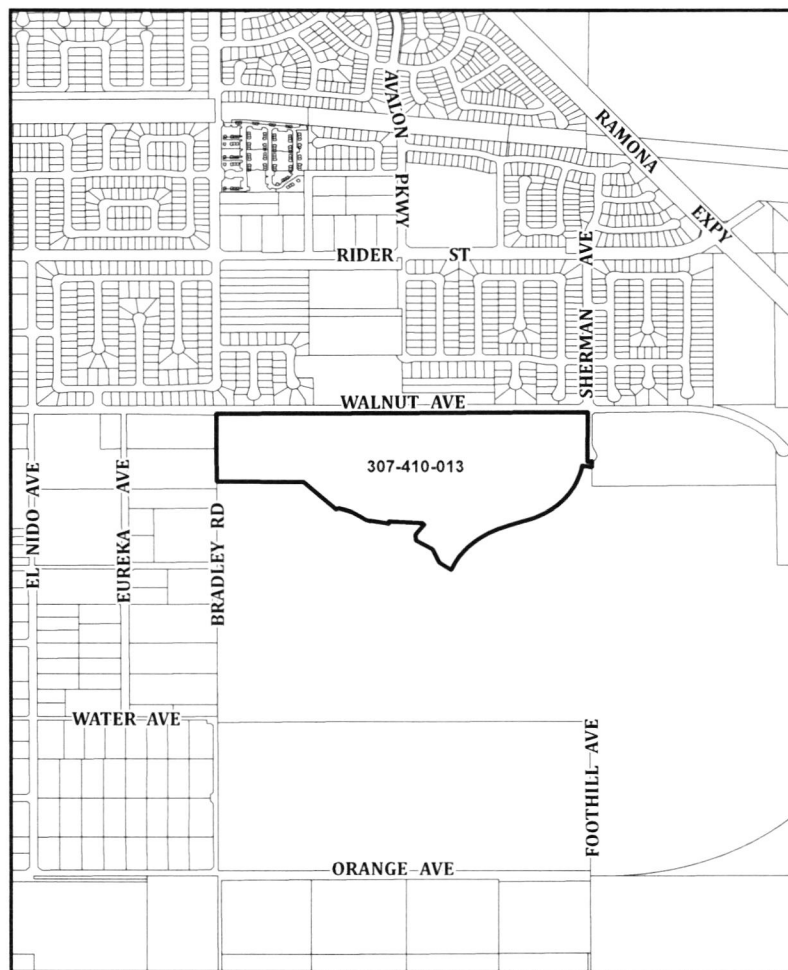 AVALON PKWY
RAMONA EXPY
RIDER ST
SHERMAN AVE
WALNUT AVE
307-410-013
EL NIDO AVE
EUREKA AVE
BRADLEY RD
WATER AVE
FOOTHILL AVE
ORANGE AVE